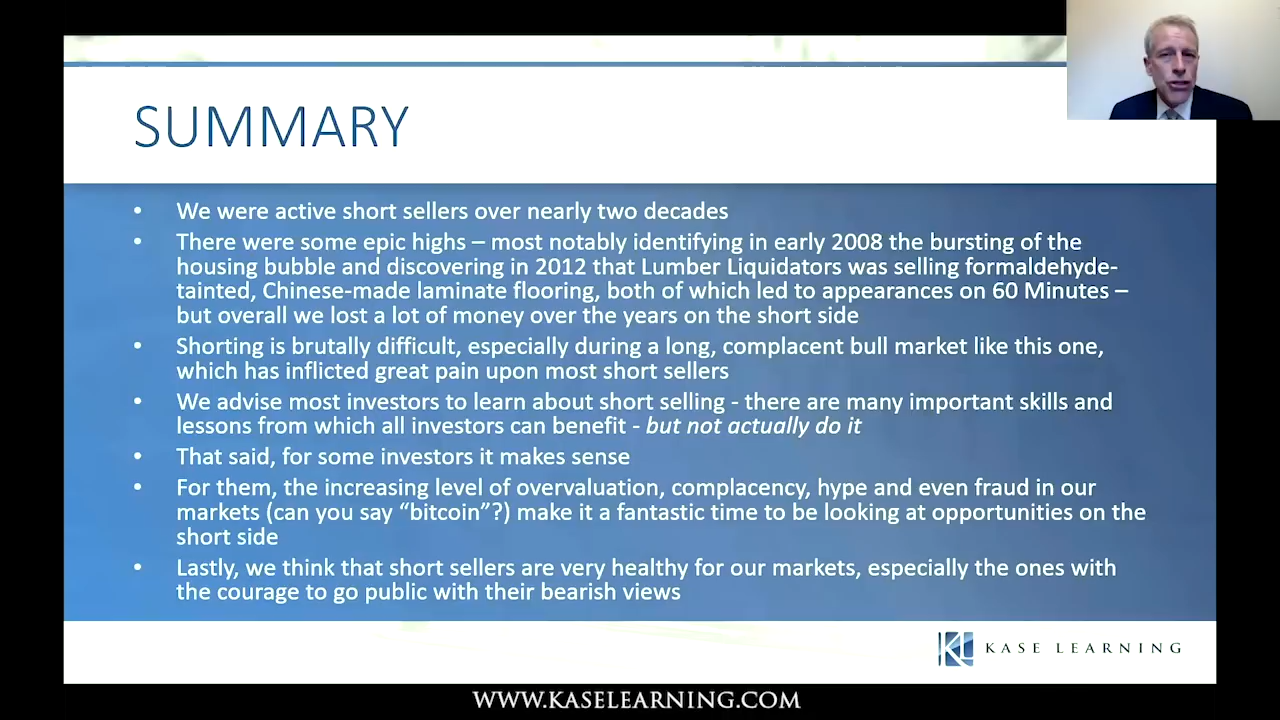 SUMMARY
• We were active short sellers over nearly two decades
• There were some epic highs – most notably identifying in early 2008 the bursting of the
housing bubble and discovering in 2012 that Lumber Liquidators was selling formaldehyde-
tainted, Chinese-made laminate flooring, both of which led to appearances on 60 Minutes –
but overall we lost a lot of money over the years on the short side
• Shorting is brutally difficult, especially during a long, complacent bull market like this one,
which has inflicted great pain upon most short sellers
• We advise most investors to learn about short selling - there are many important skills and
lessons from which all investors can benefit - but not actually do it
• That said, for some investors it makes sense
• For them, the increasing level of overvaluation, complacency, hype and even fraud in our
markets (can you say “bitcoin”?) make it a fantastic time to be looking at opportunities on the
short side
• Lastly, we think that short sellers are very healthy for our markets, especially the ones with
the courage to go public with their bearish views
KL KASE LEARNING
WWW.KASELEARNING.COM